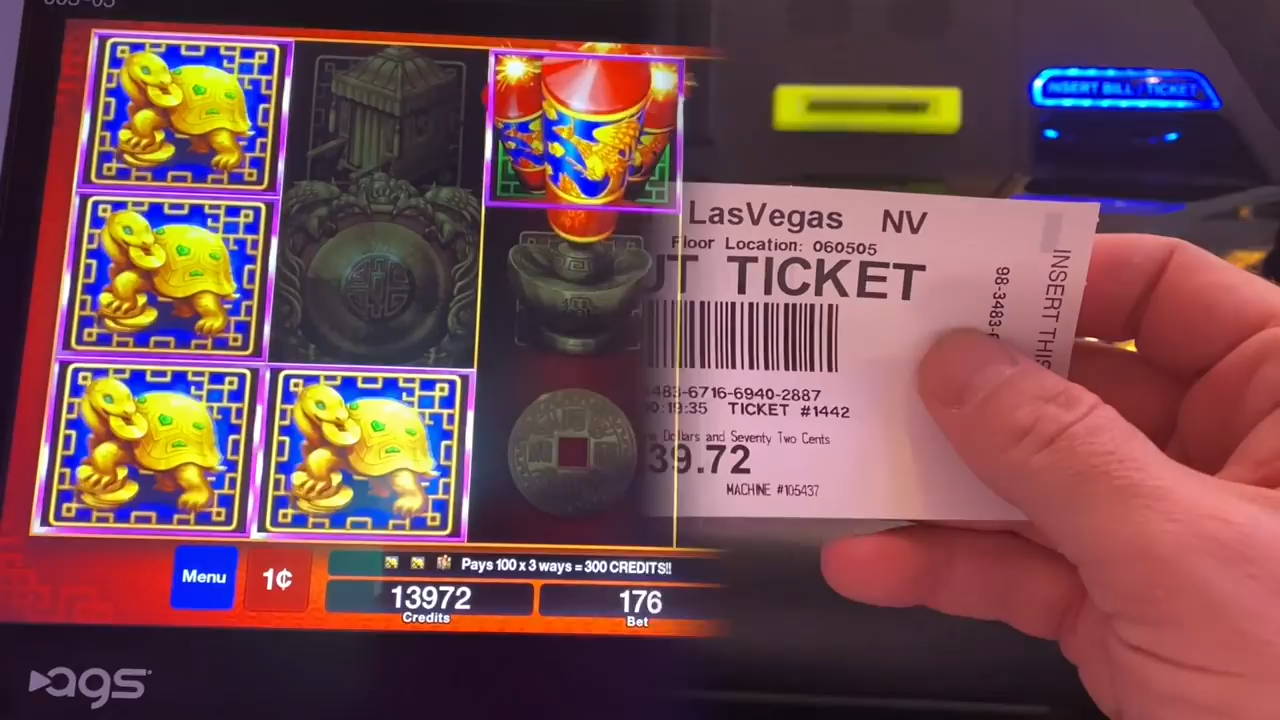 INSERT BILL / TICKET
LasVegas NV
Floor Location: 060505
UT TICKET
INSERT THIS
98-3483-
483-6716-6940-2887
:19:35 TICKET #1442
Dollars and Seventy Two Cents
39.72
MACHINE #105437
Menu
1¢
Pays 100 x 3 ways = 300 CREDITS!!
13972
Credits
176
Bet
ags